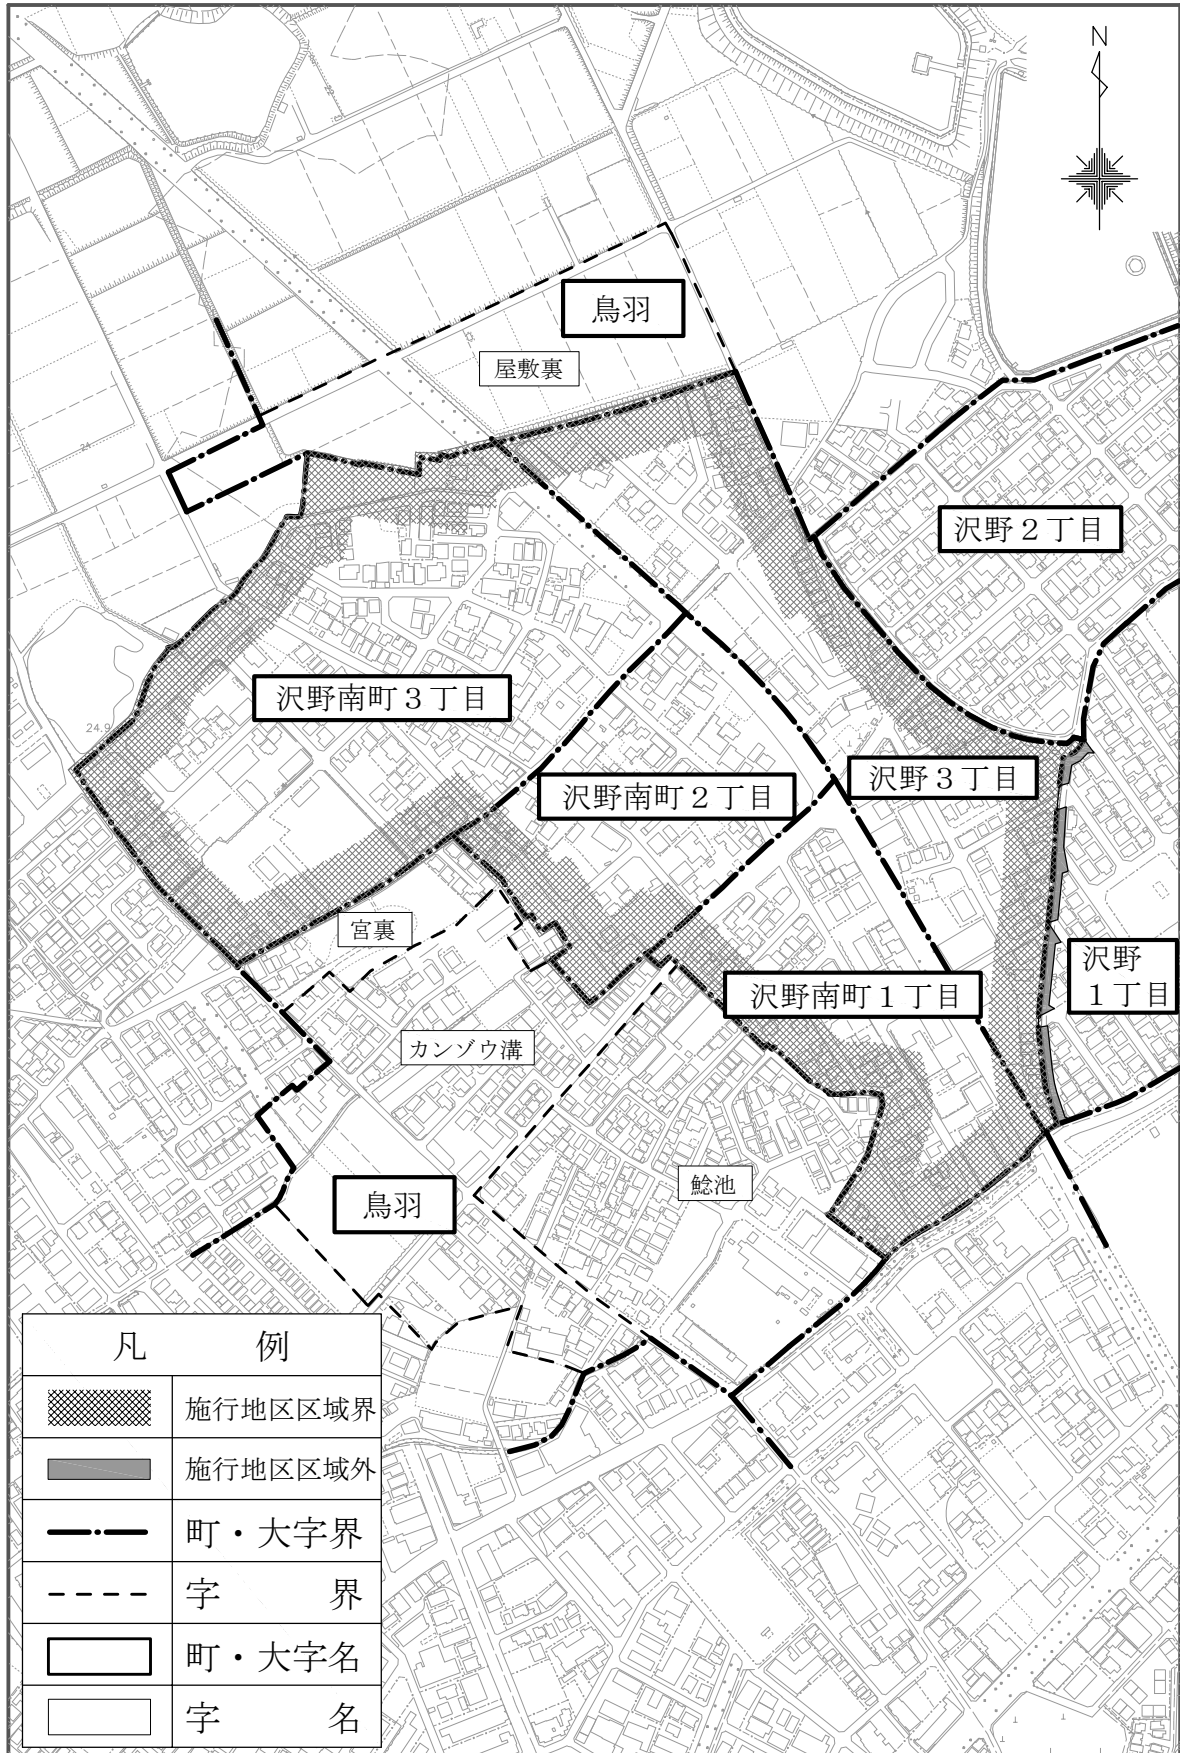 N
鳥羽
屋敷裏
沢野２丁目
沢野南町３丁目
24.9
24
沢野南町２丁目
沢野３丁目
宮裏
沢野南町１丁目
沢野
１丁目
カンゾウ溝
鯰池
鳥羽
凡 例
施行地区区域界
施行地区区域外
町・大字界
字 界
町・大字名
字 名